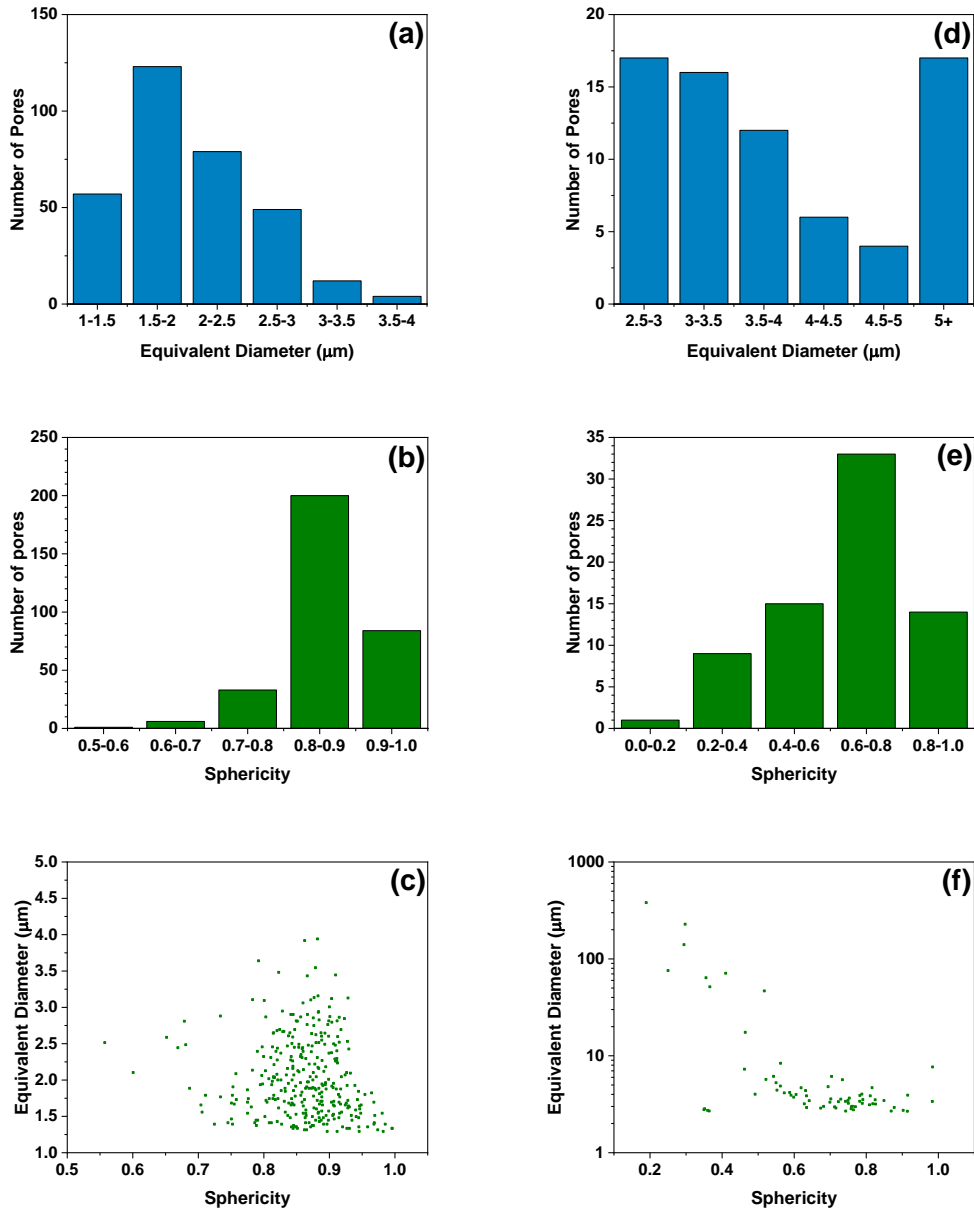 (a)
Number of Pores
150
100
50
0
1-1.5 1.5-2 2-2.5 2.5-3 3-3.5 3.5-4
Equivalent Diameter (μm)
(d)
Number of Pores
20
15
10
5
0
2.5-3 3-3.5 3.5-4 4-4.5 4.5-5 5+
Equivalent Diameter (μm)
(b)
Number of pores
250
200
150
100
50
0
0.5-0.6 0.6-0.7 0.7-0.8 0.8-0.9 0.9-1.0
Sphericity
(e)
Number of pores
35
30
25
20
15
10
5
0
0.0-0.2 0.2-0.4 0.4-0.6 0.6-0.8 0.8-1.0
Sphericity
(c)
Equivalent Diameter (μm)
5.0
4.5
4.0
3.5
3.0
2.5
2.0
1.5
1.0
0.5 0.6 0.7 0.8 0.9 1.0
Sphericity
(f)
Equivalent Diameter (μm)
1000
100
10
1
0.2 0.4 0.6 0.8 1.0
Sphericity